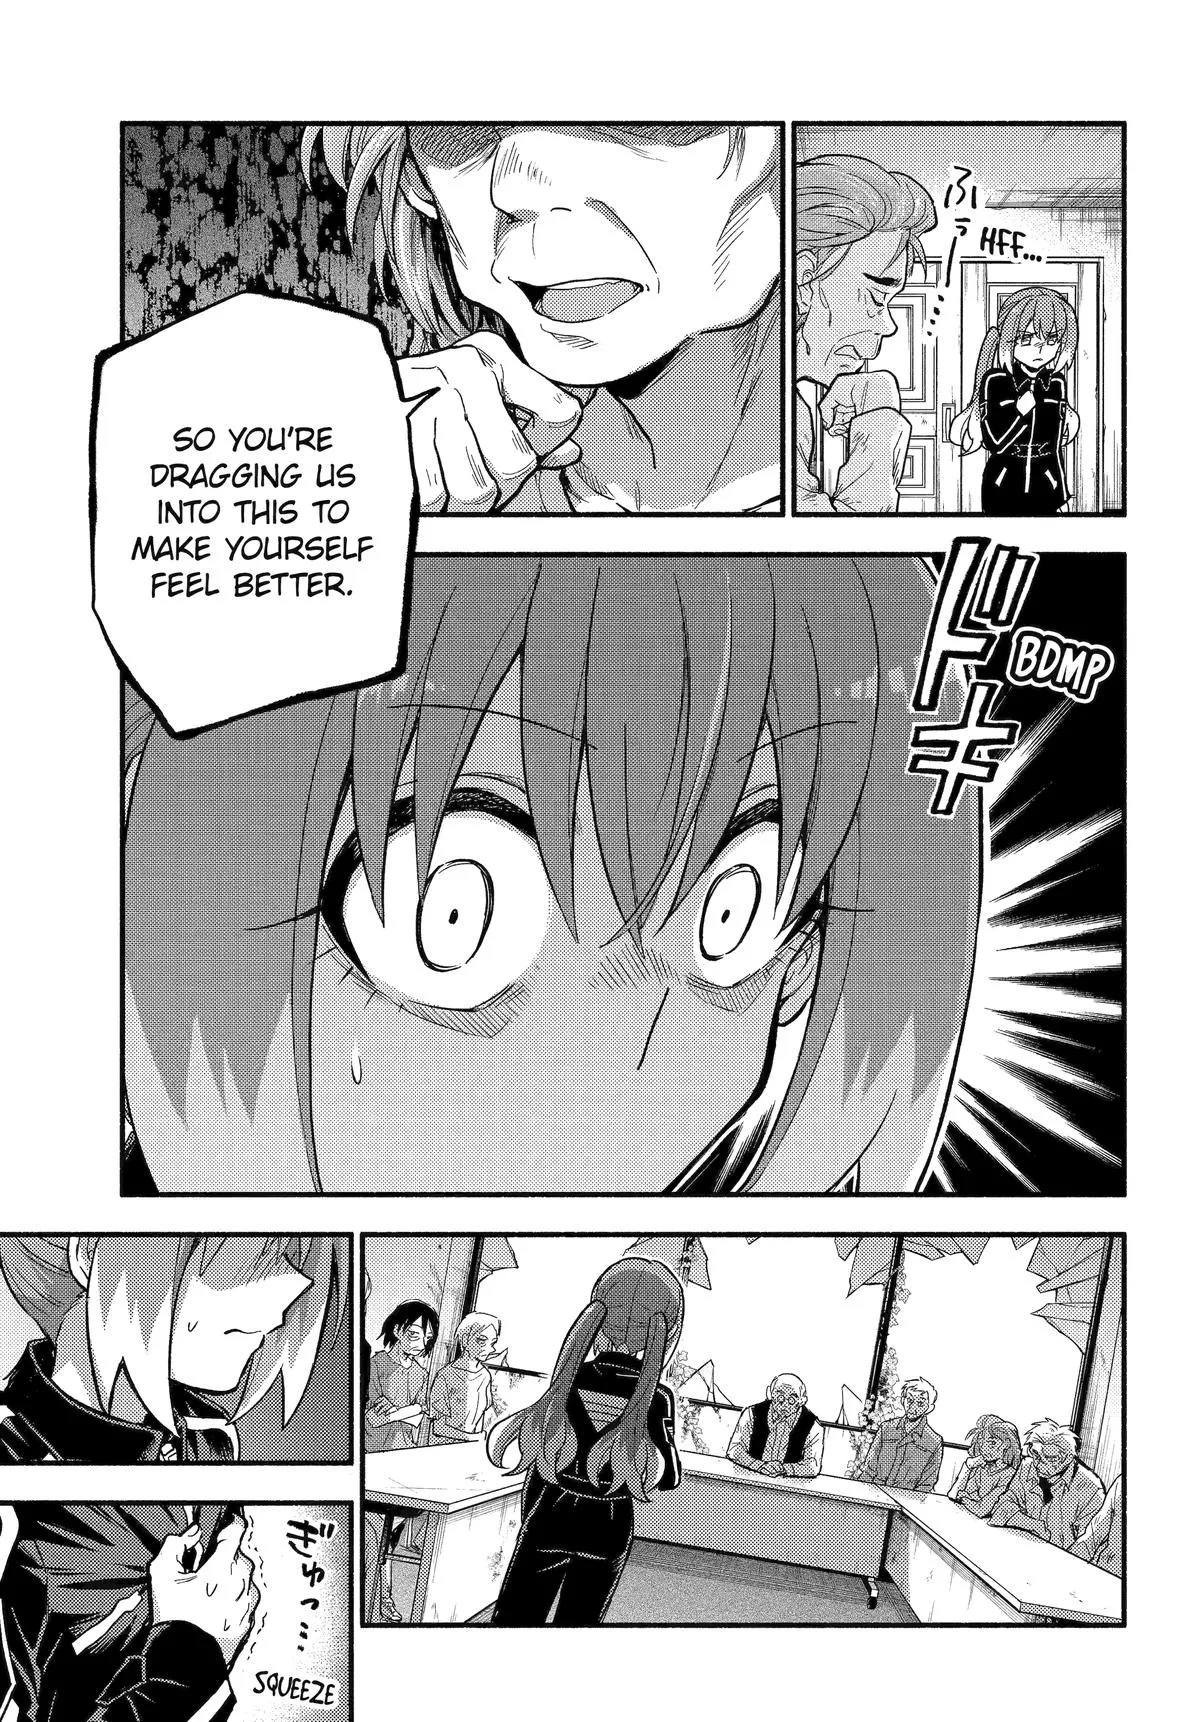 ふぅー…
HFF...
SO YOU'RE
DRAGGING US
INTO THIS TO
MAKE YOURSELF
FEEL BETTER.
ドキ
BDMP
ぎゅっ…
SQUEEZE